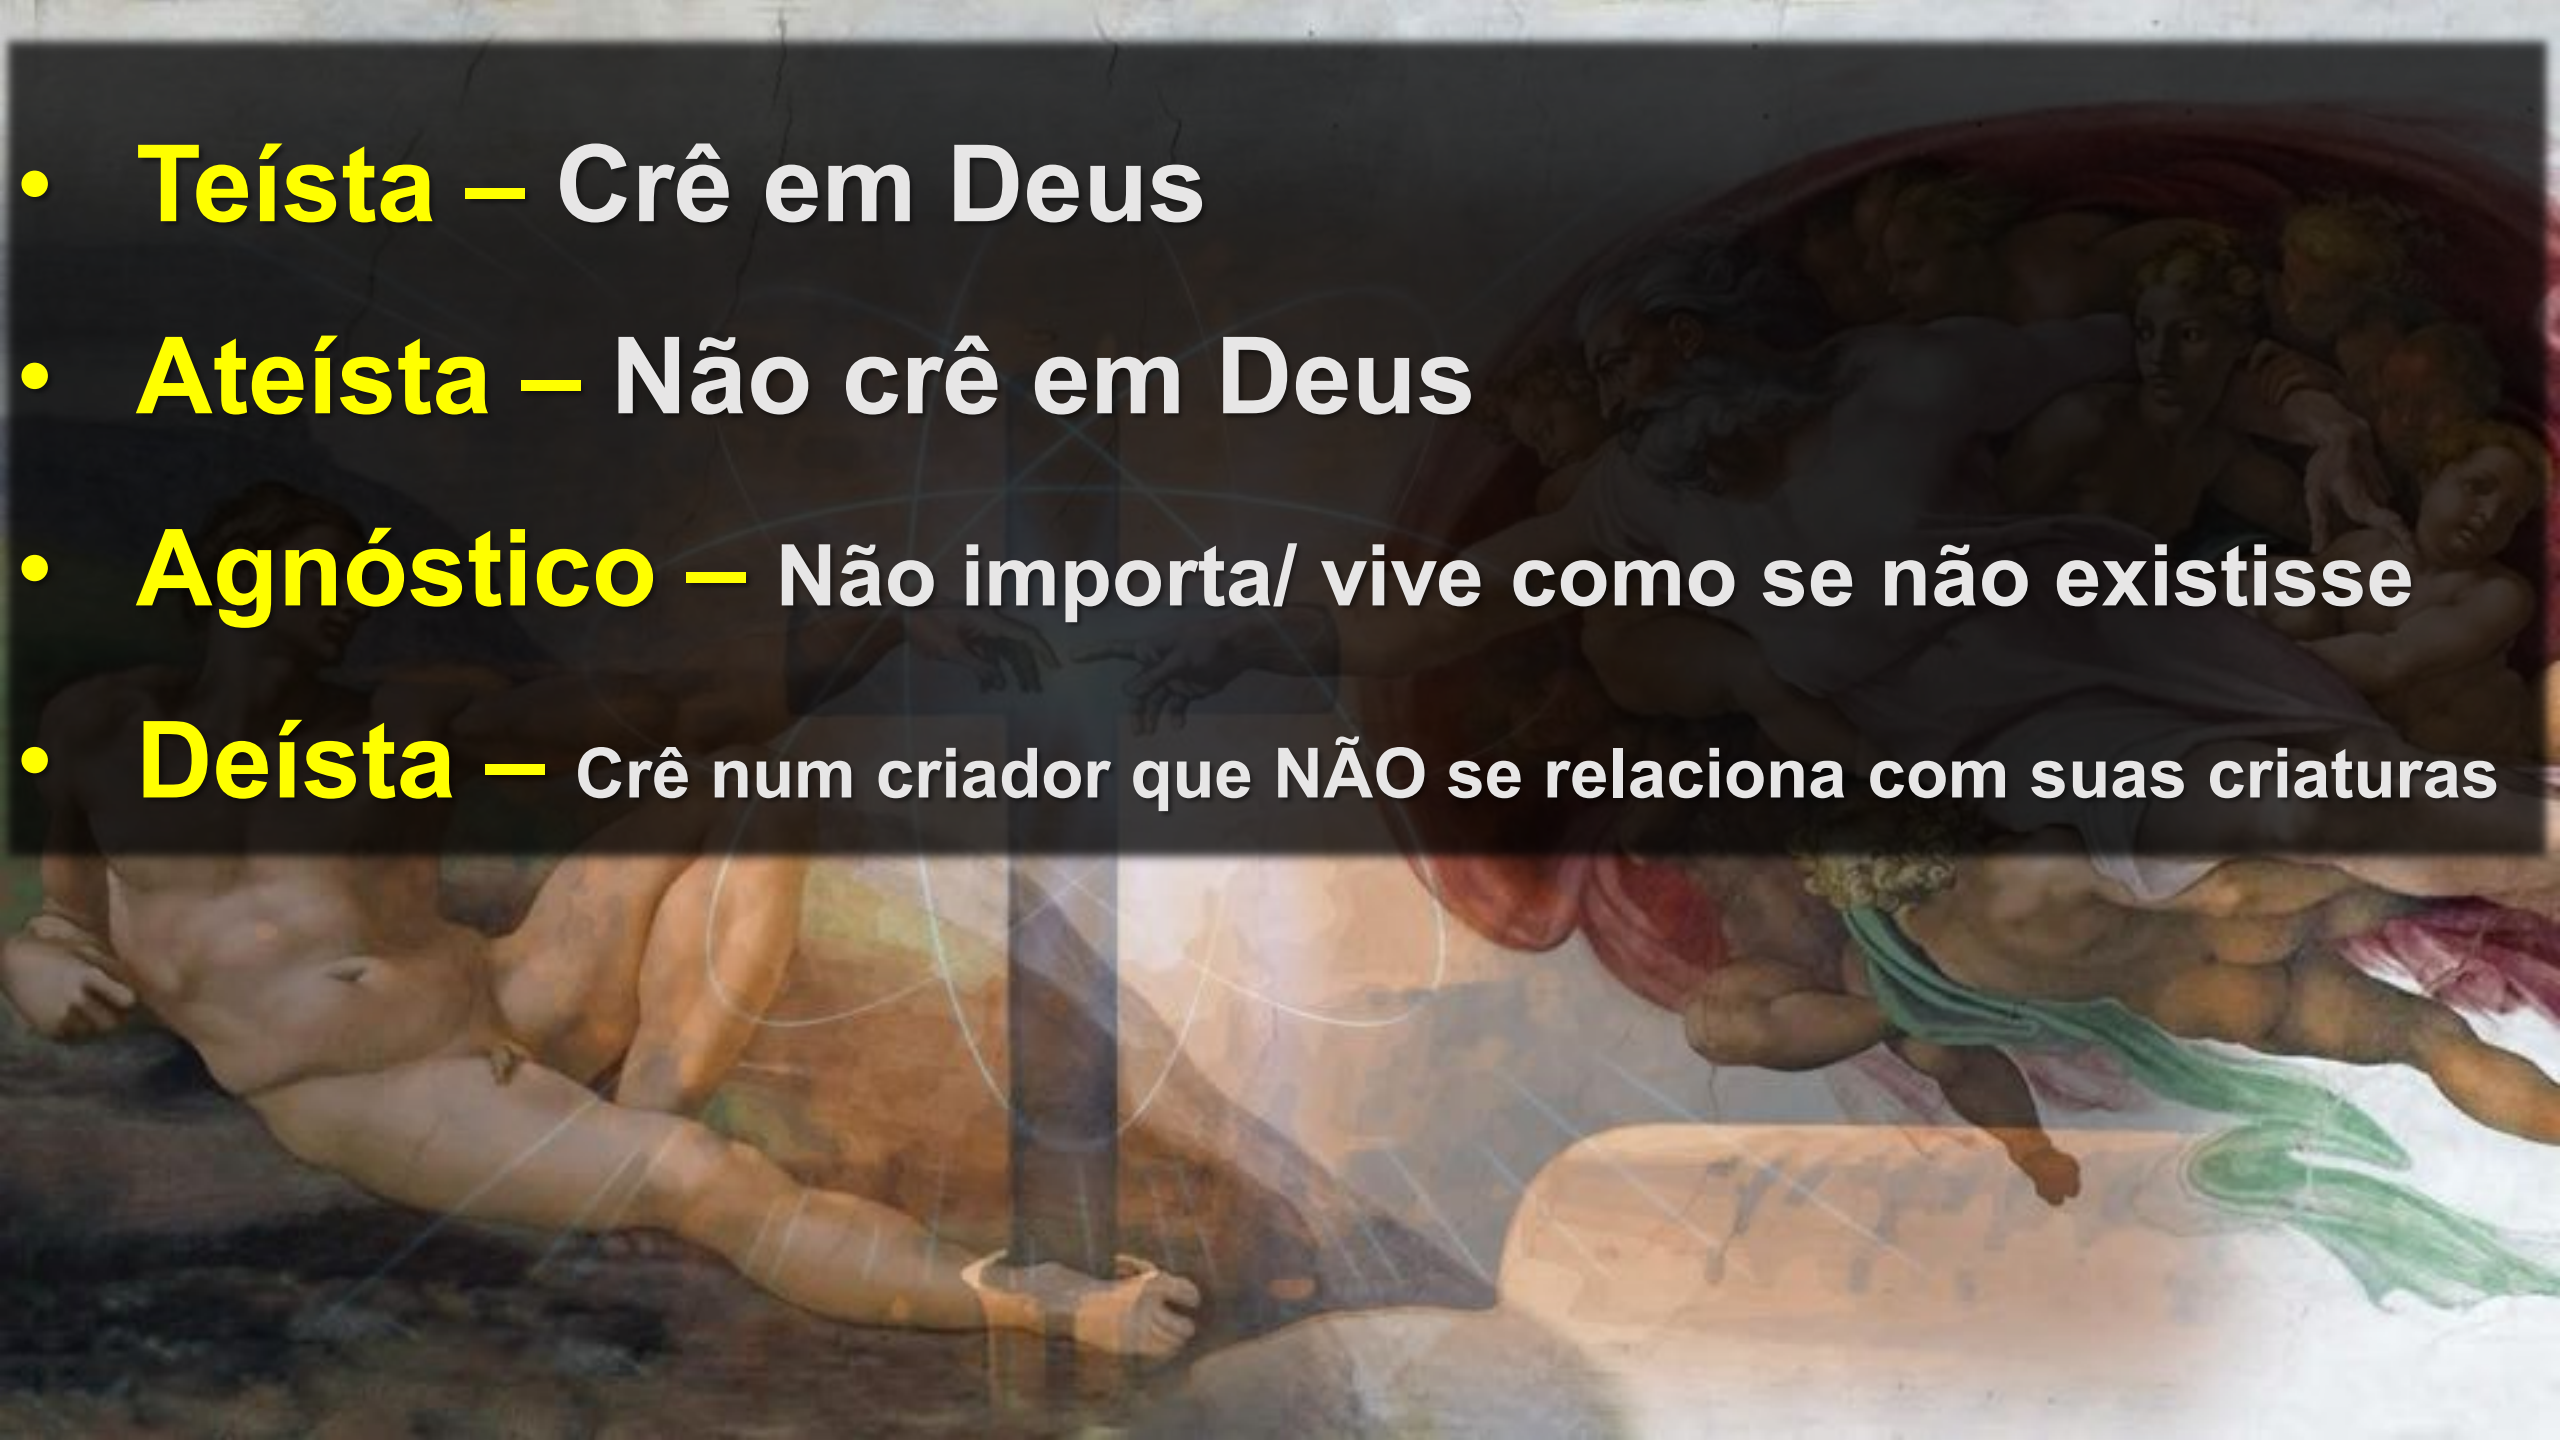 • Teísta – Crê em Deus
• Ateísta – Não crê em Deus
• Agnóstico – Não importa/ vive como se não existisse
• Deísta – Crê num criador que NÃO se relaciona com suas criaturas